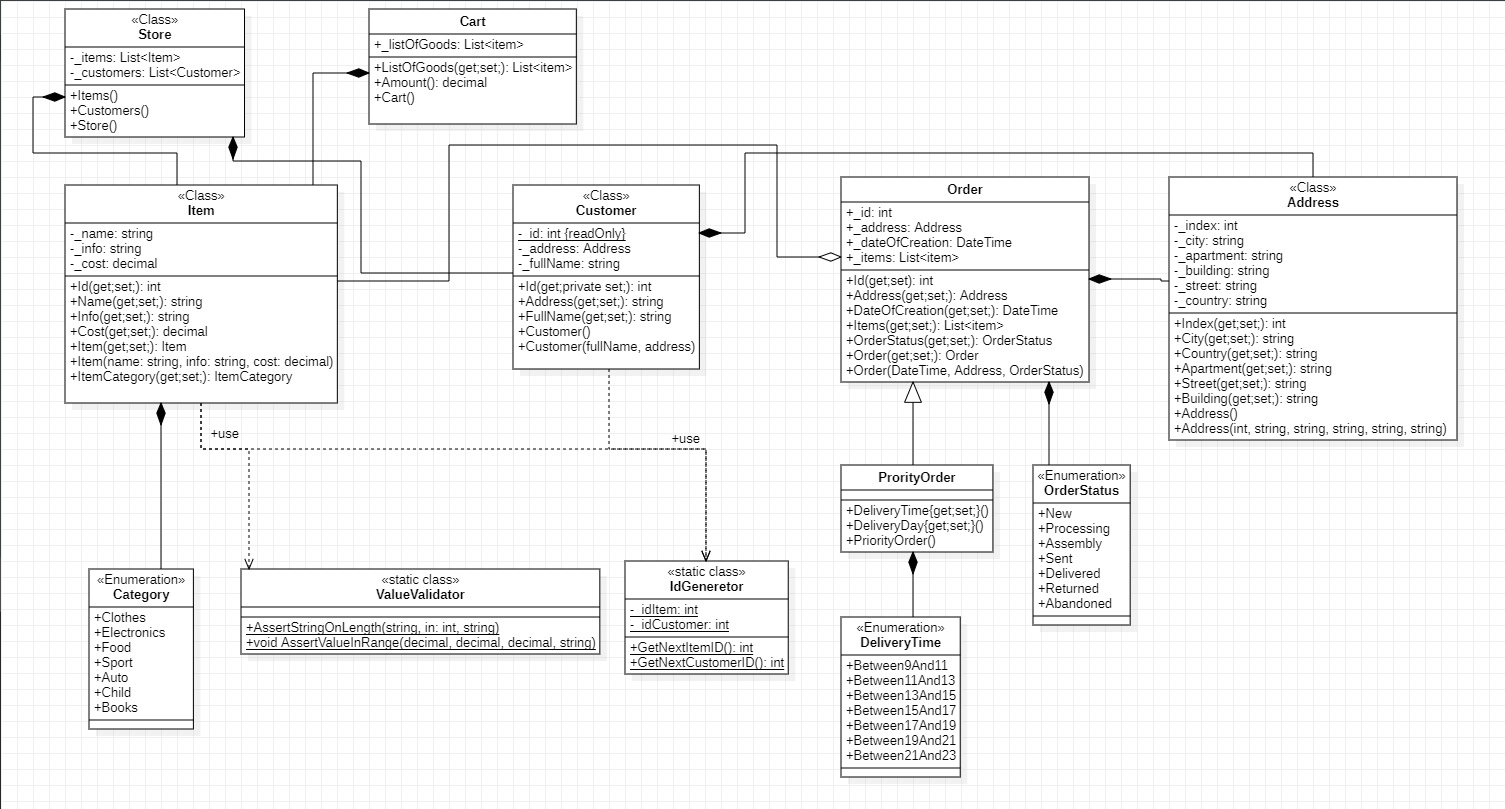 «Class»
Store
-_items: List<Item>
-_customers: List<Customer>
+Items()
+Customers()
+Store()
Cart
+_listOfGoods: List<item>
+ListOfGoods(get;set;): List<item>
+Amount(): decimal
+Cart()
«Class»
Item
-_name: string
-_info: string
-_cost: decimal
+Id(get;set;): int
+Name(get;set;): string
+Info(get;set;): string
+Cost(get;set;): decimal
+Item(get;set;): Item
+Item(name: string, info: string, cost: decimal)
+ItemCategory(get;set;): ItemCategory
«Class»
Customer
-_id: int {readOnly}
-_address: Address
-_fullName: string
+Id(get;private set;): int
+Address(get;set;): string
+FullName(get;set;): string
+Customer()
+Customer(fullName, address)
Order
+_id: int
+_address: Address
+_dateOfCreation: DateTime
+_items: List<item>
+Id(get;set): int
+Address(get;set;): Address
+DateOfCreation(get;set;): DateTime
+Items(get;set;): List<item>
+OrderStatus(get;set;): OrderStatus
+Order(get;set;): Order
+Order(DateTime, Address, OrderStatus)
«Class»
Address
-_index: int
-_city: string
-_apartment: string
-_building: string
-_street: string
-_country: string
+Index(get;set;): int
+City(get;set;): string
+Country(get;set;): string
+Apartment(get;set;): string
+Street(get;set;): string
+Building(get;set;): string
+Address()
+Address(int, string, string, string, string, string)
+use
+use
ProrityOrder
+DeliveryTime{get;set;}()
+DeliveryDay{get;set;}()
+PriorityOrder()
«Enumeration»
OrderStatus
+New
+Processing
+Assembly
+Sent
+Delivered
+Returned
+Abandoned
«Enumeration»
Category
+Clothes
+Electronics
+Food
+Sport
+Auto
+Child
+Books
«static class»
ValueValidator
+AssertStringOnLength(string, in: int, string)
+void AssertValueInRange(decimal, decimal, decimal, string)
«static class»
IdGeneretor
-_idItem: int
-_idCustomer: int
+GetNextItemID(): int
+GetNextCustomerID(): int
«Enumeration»
DeliveryTime
+Between9And11
+Between11And13
+Between13And15
+Between15And17
+Between17And19
+Between19And21
+Between21And23